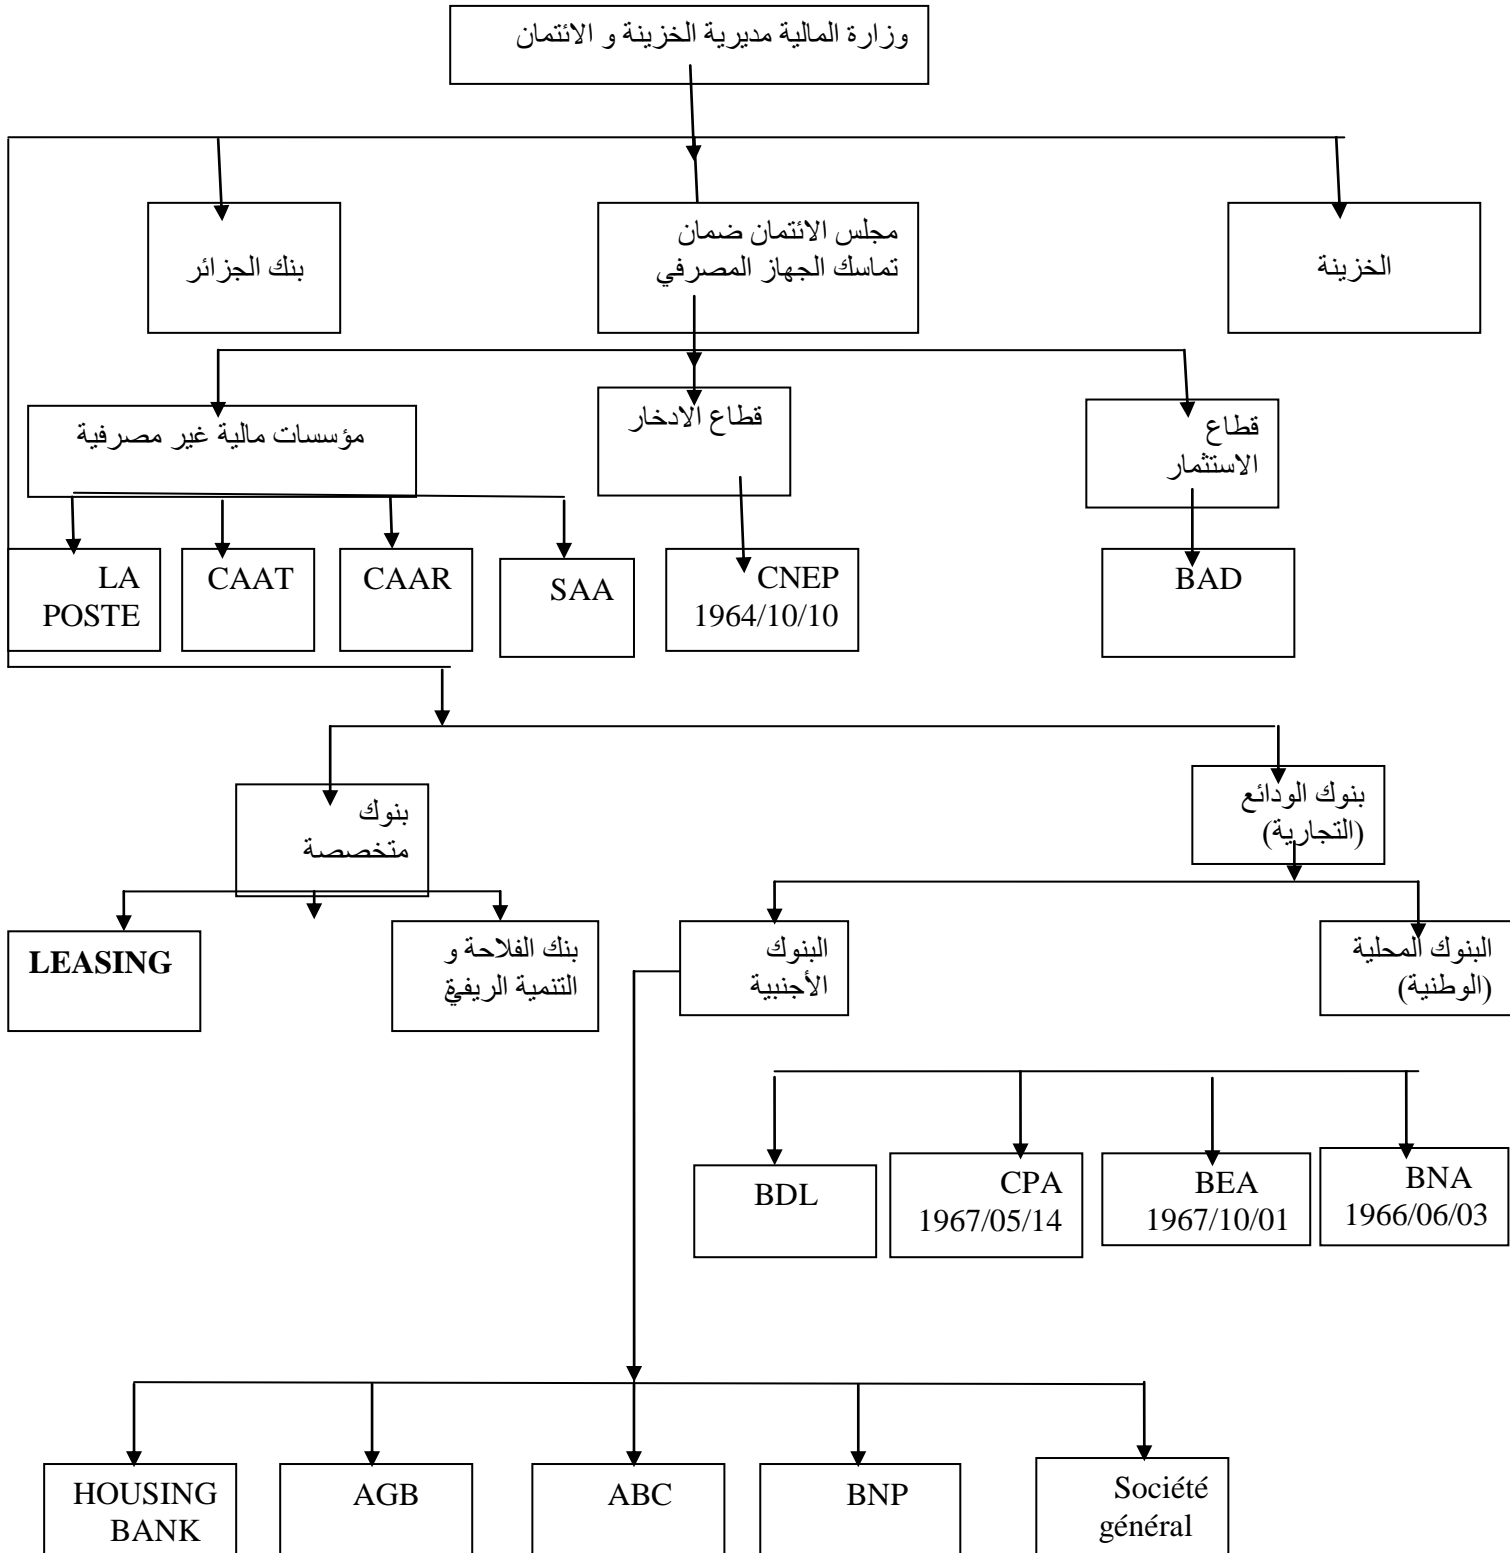 وزارة المالية مديرية الخزينة و الائتمان
الخزينة
مجلس الائتمان ضمان
تماسك الجهاز المصرفي
بنك الجزائر
قطاع
الاستثمار
قطاع الادخار
مؤسسات مالية غير مصرفية
BAD
CNEP
1964/10/10
SAA
CAAR
CAAT
LA
POSTE
بنوك الودائع
(التجارية)
بنوك
متخصصة
البنوك المحلية
(الوطنية)
البنوك
الأجنبية
بنك الفلاحة و
التنمية الريفية
LEASING
BNA
1966/06/03
BEA
1967/10/01
CPA
1967/05/14
BDL
Société
général
BNP
ABC
AGB
HOUSING
BANK